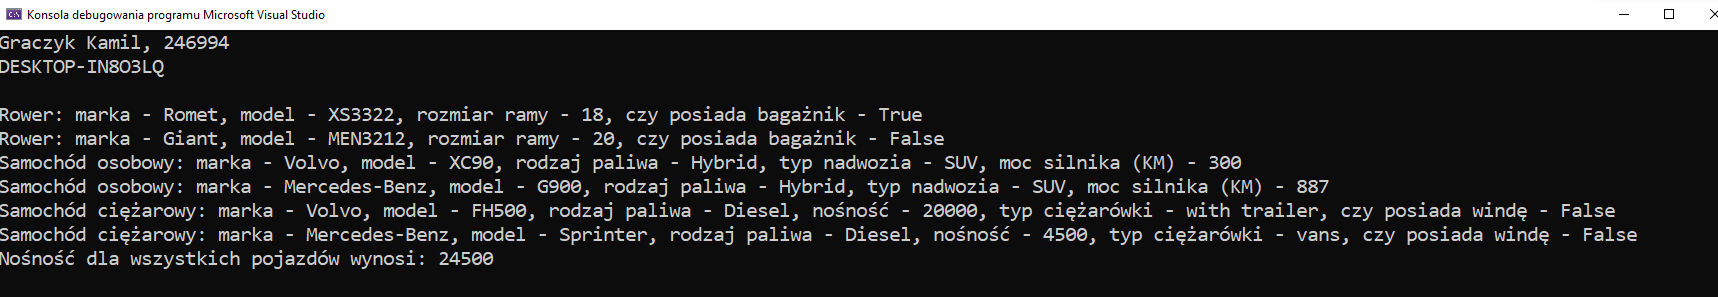 Konsola debugowania programu Microsoft Visual Studio
Graczyk Kamil, 246994
DESKTOP-IN8O3LQ
Rower: marka - Romet, model - XS3322, rozmiar ramy - 18, czy posiada bagażnik - True
Rower: marka - Giant, model - MEN3212, rozmiar ramy - 20, czy posiada bagażnik - False
Samochód osobowy: marka - Volvo, model - XC90, rodzaj paliwa - Hybrid, typ nadwozia - SUV, moc silnika (KM) - 300
Samochód osobowy: marka - Mercedes-Benz, model - G900, rodzaj paliwa - Hybrid, typ nadwozia - SUV, moc silnika (KM) - 887
Samochód ciężarowy: marka - Volvo, model - FH500, rodzaj paliwa - Diesel, nośność - 20000, typ ciężarówki - with trailer, czy posiada windę - False
Samochód ciężarowy: marka - Mercedes-Benz, model - Sprinter, rodzaj paliwa - Diesel, nośność - 4500, typ ciężarówki - vans, czy posiada windę - False
Nośność dla wszystkich pojazdów wynosi: 24500